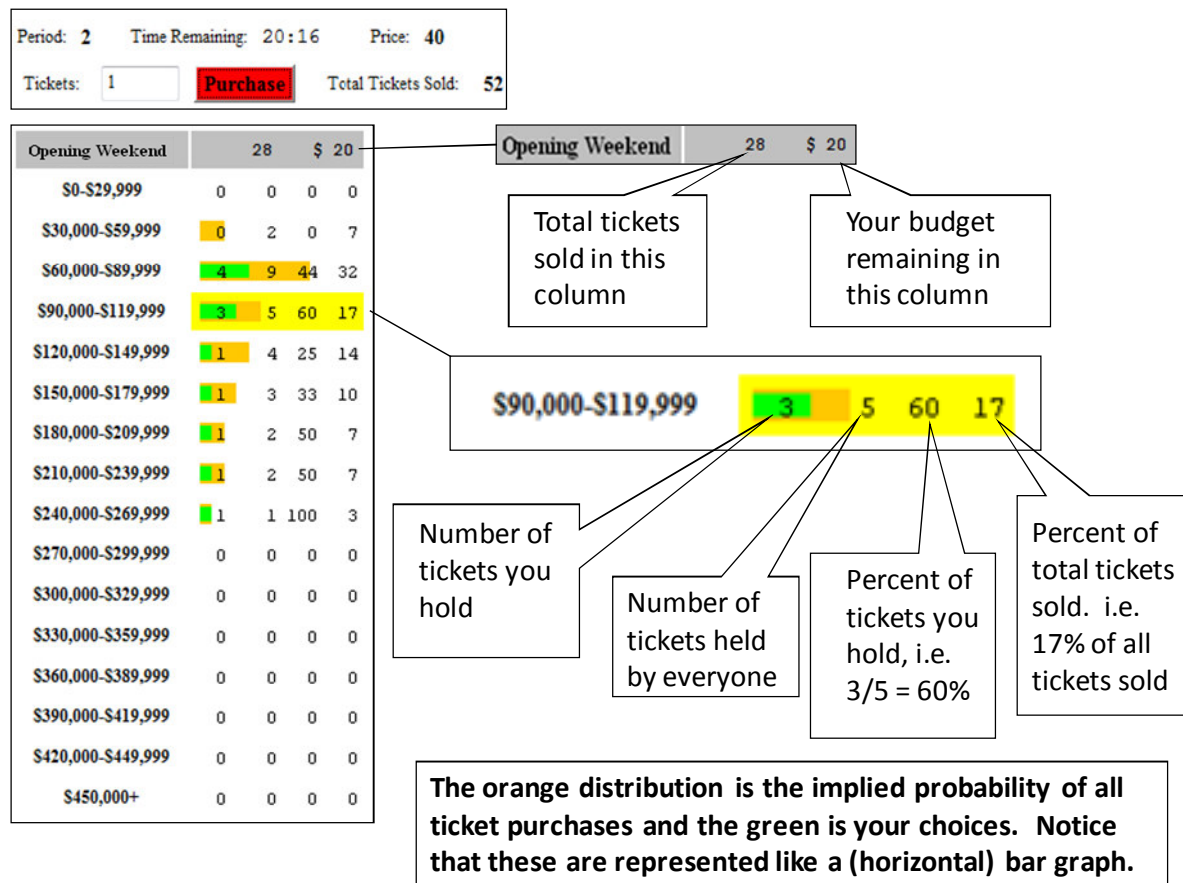 Period: 2 Time Remaining: 20:16 Price: 40
Tickets: 1 Purchase Total Tickets Sold: 52
Opening Weekend 28 $ 20
$0-$29,999 0 0 0 0
$30,000-$59,999 0 2 0 7
$60,000-$89,999 4 9 44 32
$90,000-$119,999 3 5 60 17
$120,000-$149,999 1 4 25 14
$150,000-$179,999 1 3 33 10
$180,000-$209,999 1 2 50 7
$210,000-$239,999 1 2 50 7
$240,000-$269,999 1 1 100 3
$270,000-$299,999 0 0 0 0
$300,000-$329,999 0 0 0 0
$330,000-$359,999 0 0 0 0
$360,000-$389,999 0 0 0 0
$390,000-$419,999 0 0 0 0
$420,000-$449,999 0 0 0 0
$450,000+ 0 0 0 0
Opening Weekend 28 $ 20
Total tickets
sold in this
column
Your budget
remaining in
this column
$90,000-$119,999 3 5 60 17
Number of
tickets you
hold
Number of
tickets held
by everyone
Percent of
tickets you
hold, i.e.
3/5 = 60%
Percent of
total tickets
sold. i.e.
17% of all
tickets sold
The orange distribution is the implied probability of all
ticket purchases and the green is your choices. Notice
that these are represented like a (horizontal) bar graph.